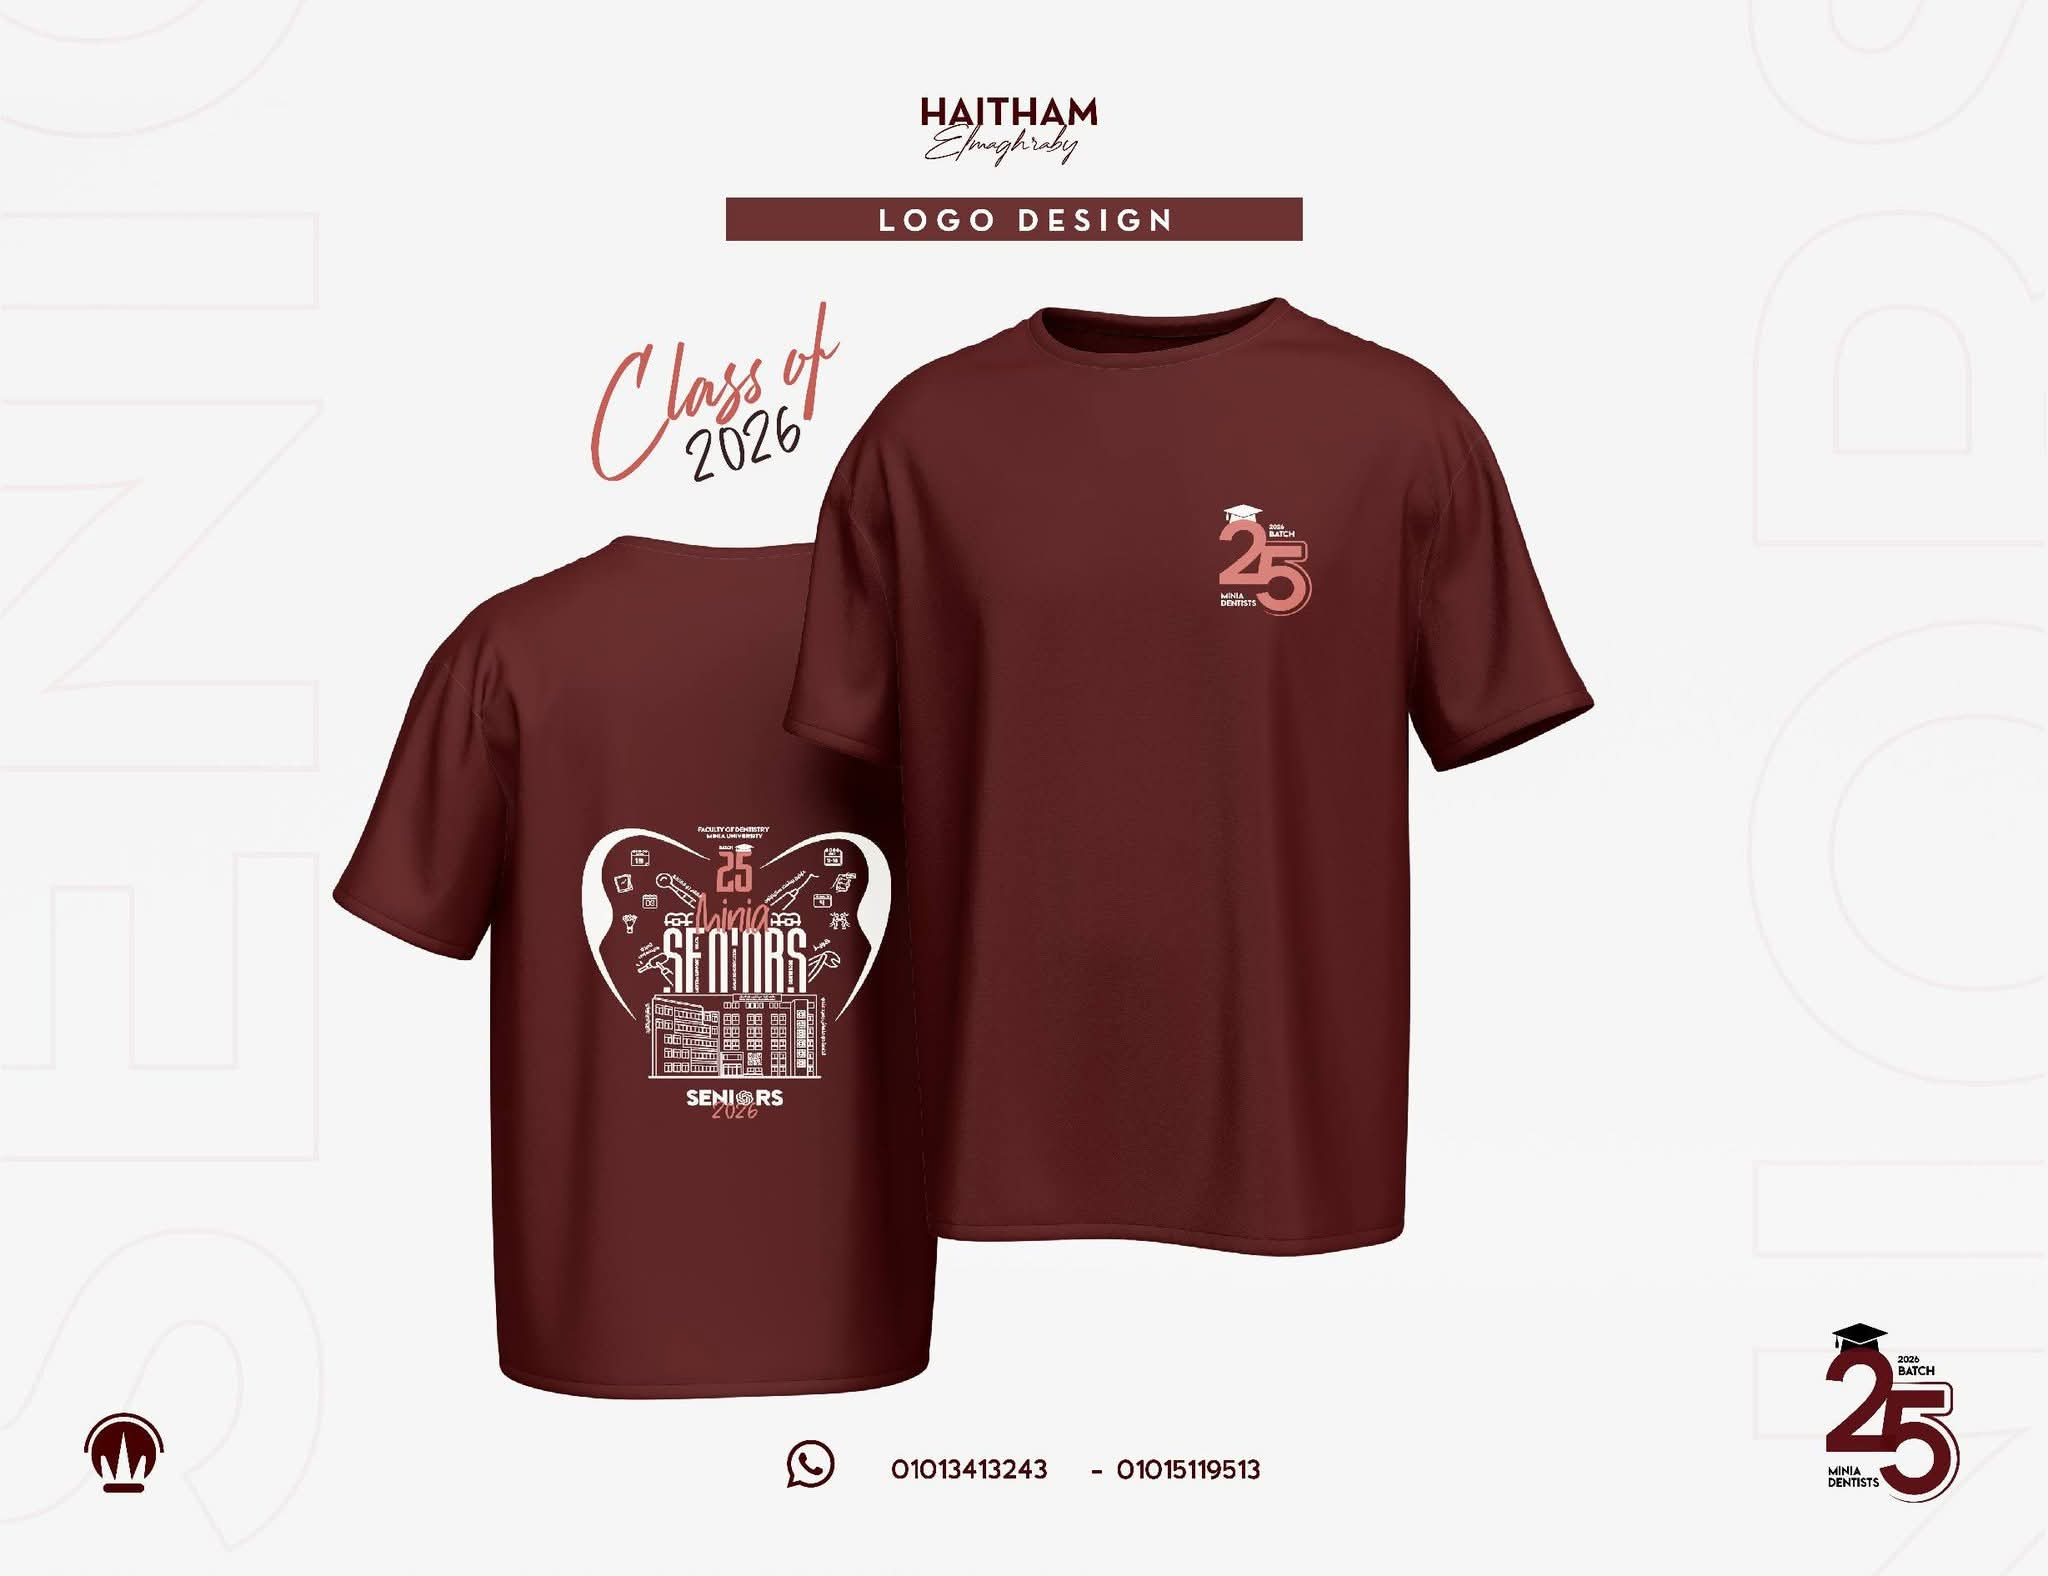 HAITHAM
Elmaghraby
LOGO DESIGN
Class of
2026
2026
BATCH
25
MINIA
DENTISTS
FACULTY OF DENTISTRY
MINIA UNIVERSITY
BATCH
25
Minia
SENIORS
SENIORS
2026
01013413243 - 01015119513
2026
BATCH
25
MINIA
DENTISTS